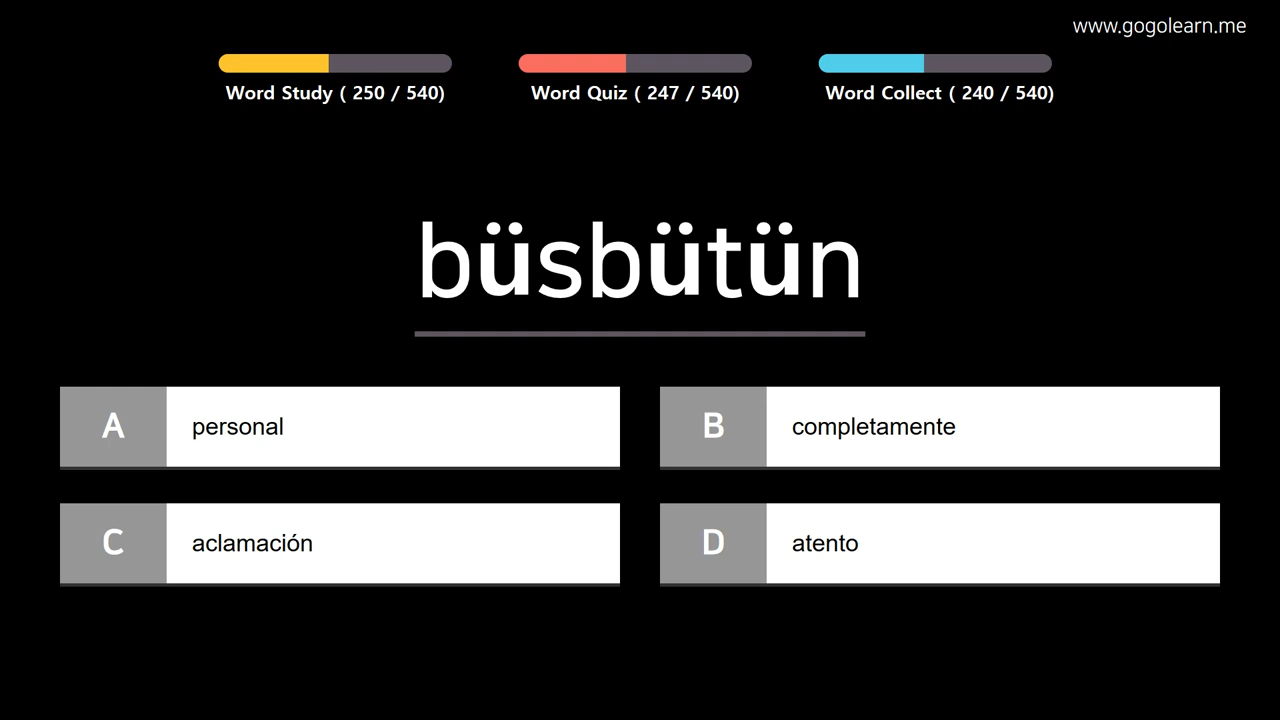 www.gogolearn.me
Word Study ( 250 / 540)
Word Quiz ( 247 / 540)
Word Collect ( 240 / 540)
büsbütün
A personal
B completamente
C aclamación
D atento